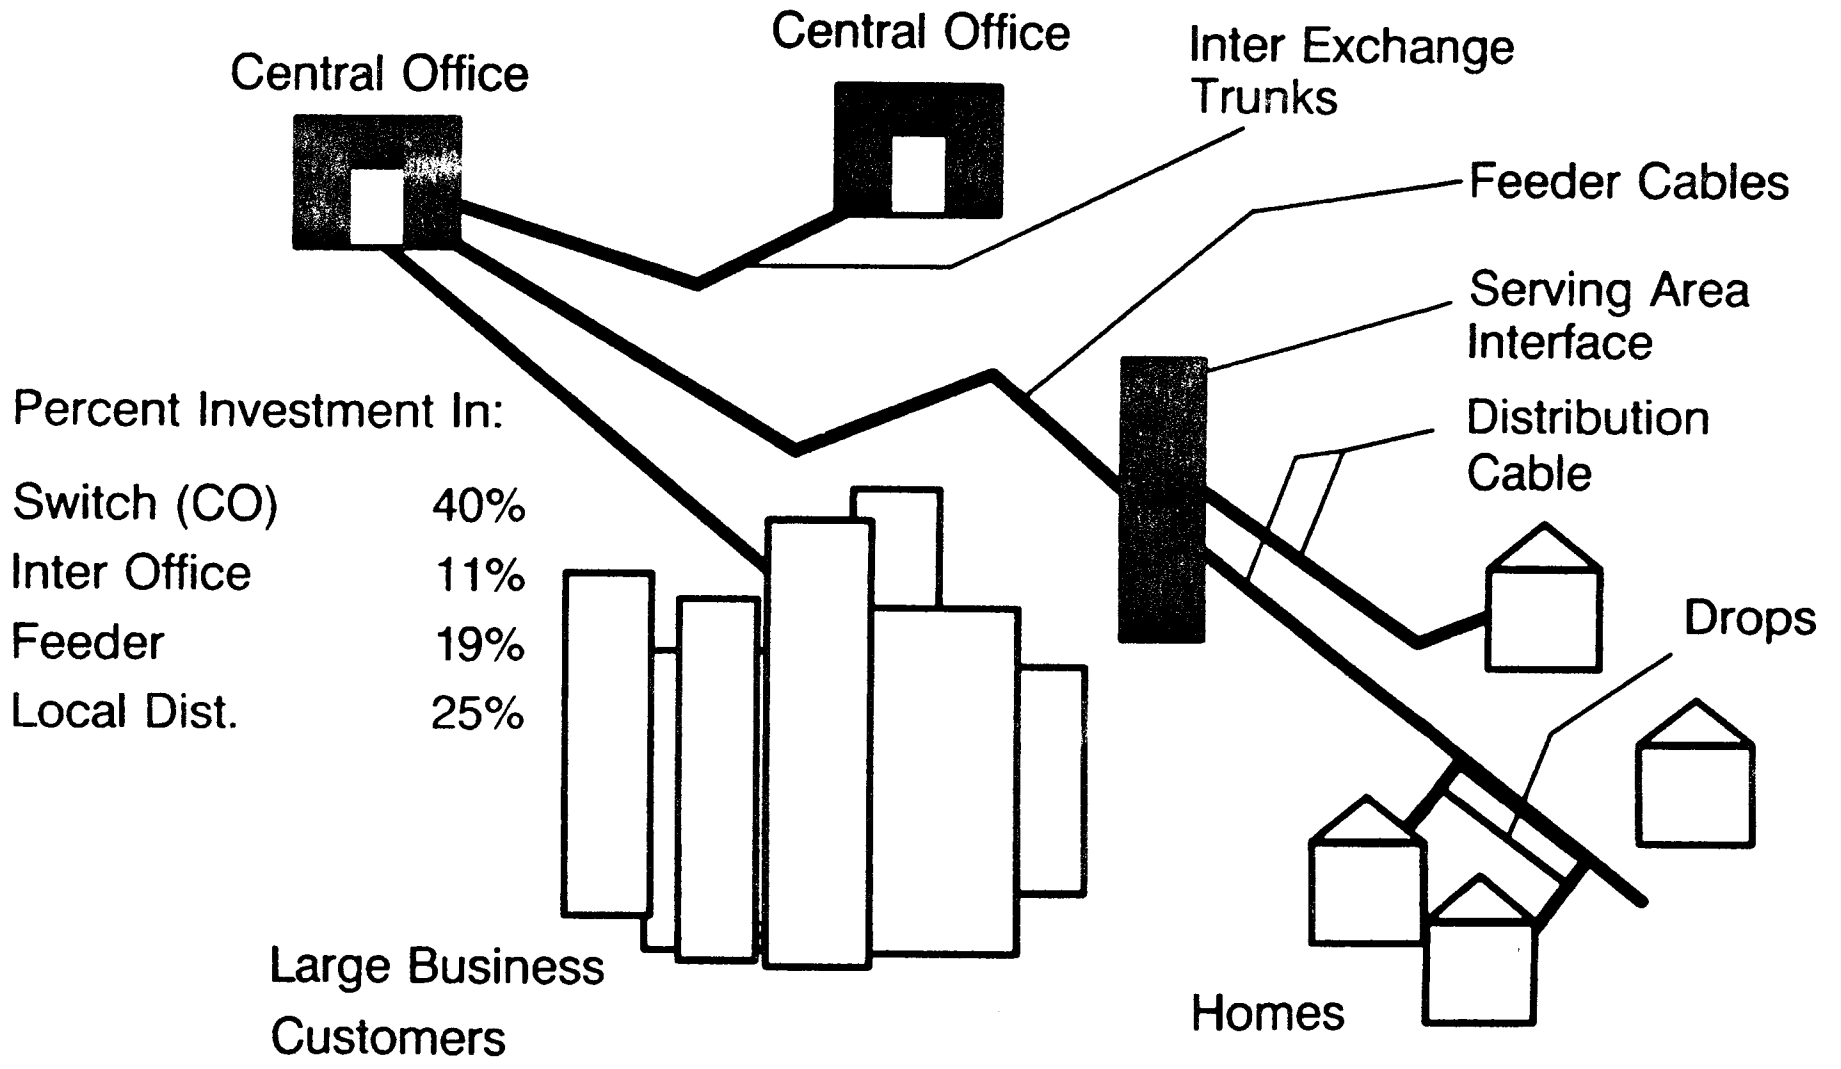 Central Office
Central Office
Inter Exchange
Trunks
Feeder Cables
Serving Area
Interface
Distribution
Cable
Drops
Percent Investment In:
Switch (CO) 40%
Inter Office 11%
Feeder 19%
Local Dist. 25%
Large Business
Customers
Homes